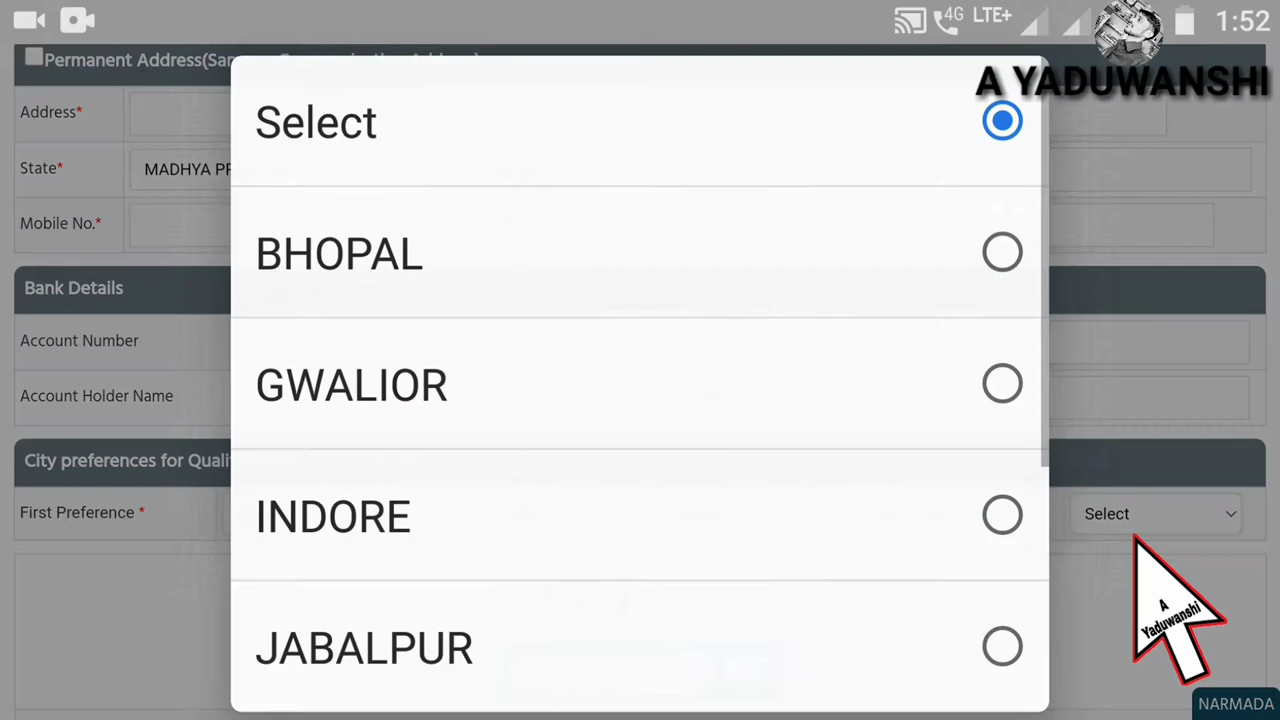 4G LTE+ 1:52
A YADUWANSHI
Permanent Address(Sam
Address*
State* MADHYA PR
Mobile No.*
Bank Details
Account Number
Account Holder Name
City preferences for Quali
First Preference * Select
Select
BHOPAL
GWALIOR
INDORE
JABALPUR
A
Yaduwanshi
NARMADA